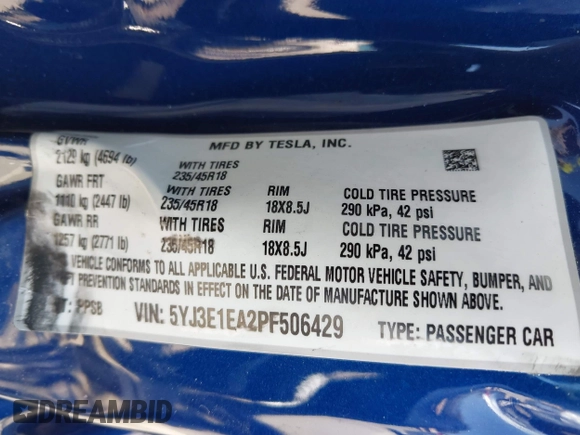 MFD BY TESLA, INC.
GVWR
2129 kg (4694 lb) WITH TIRES
235/45R18
GAWR FRT
1110 kg (2447 lb) 235/45R18 RIM 18X8.5J COLD TIRE PRESSURE 290 kPa, 42 psi
GAWR RR WITH TIRES RIM COLD TIRE PRESSURE
1257 kg (2771 lb) 235/45R18 18X8.5J 290 kPa, 42 psi
VEHICLE CONFORMS TO ALL APPLICABLE U.S. FEDERAL MOTOR VEHICLE SAFETY, BUMPER, AND
PREVENTION STANDARDS IN EFFECT ON THE DATE OF MANUFACTURE SHOWN ABOVE.
PPSB VIN: 5YJ3E1EA2PF506429 TYPE: PASSENGER CAR
DREAMBID